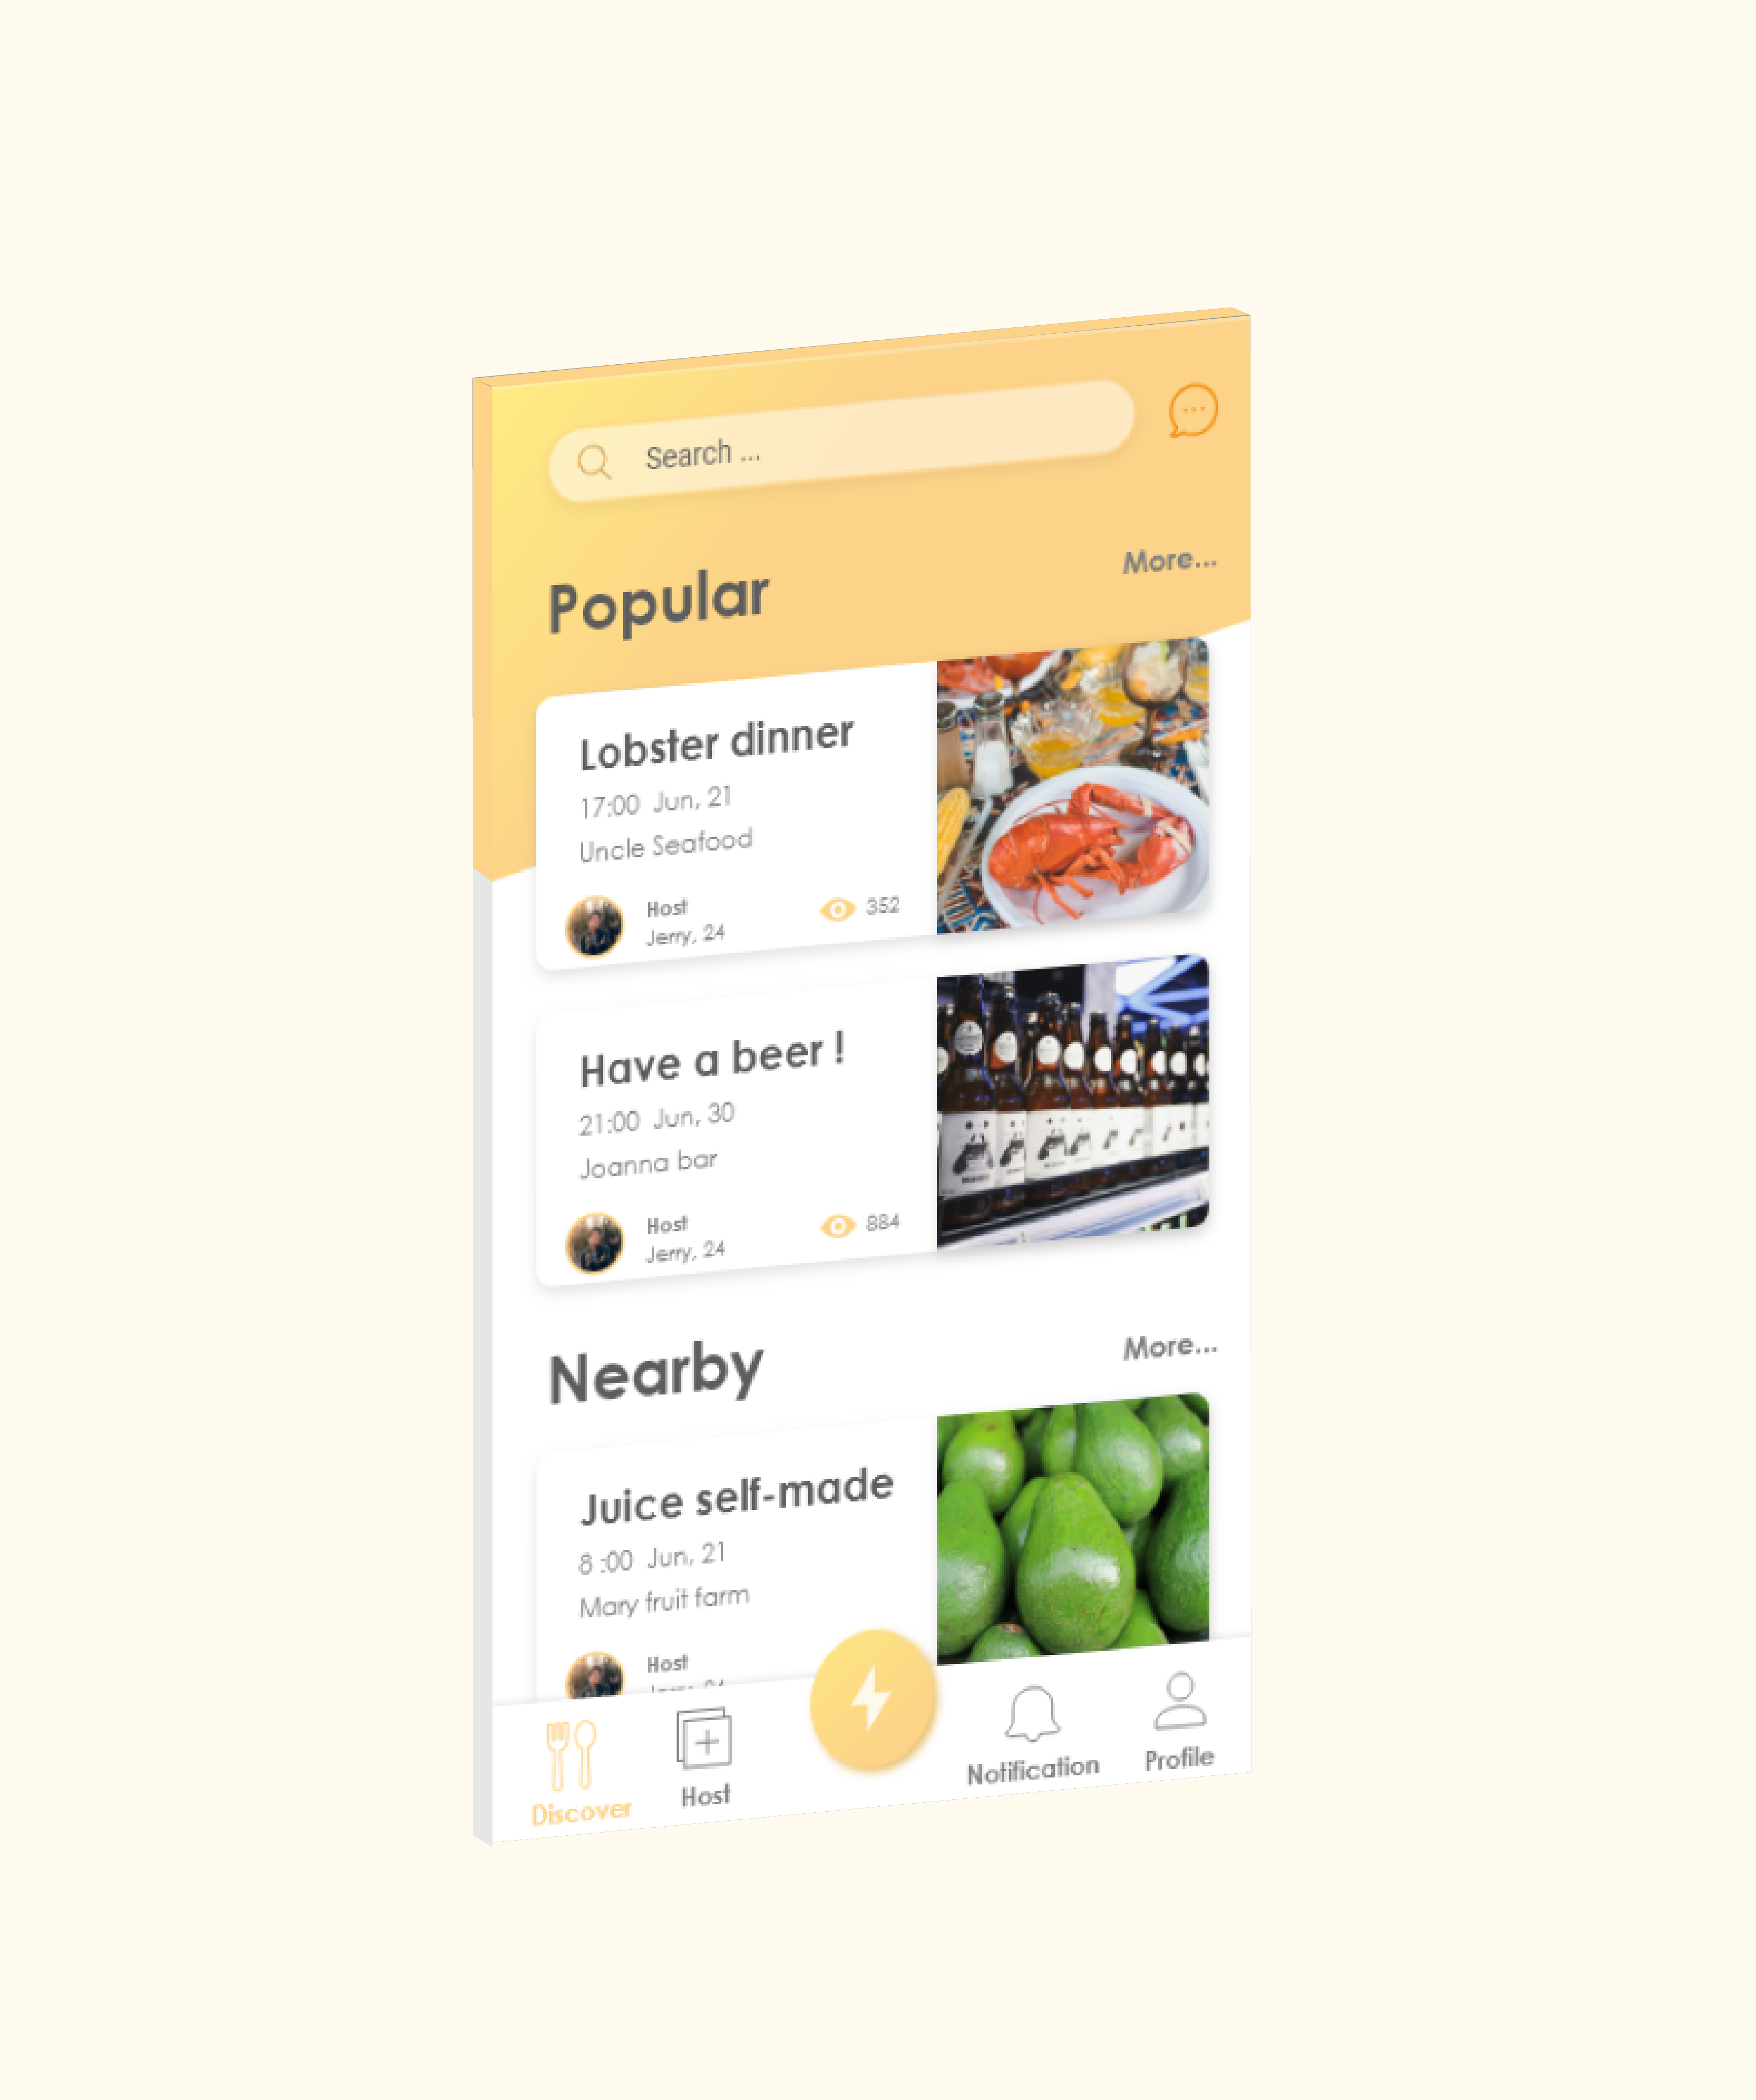 Search ...
Popular
More...
Lobster dinner
17:00 Jun, 21
Uncle Seafood
Host
Jerry, 24
352
Have a beer !
21:00 Jun, 30
Joanna bar
Host
Jerry, 24
884
Nearby
More...
Juice self-made
8 :00 Jun, 21
Mary fruit farm
Host
Discover
Host
Notification
Profile